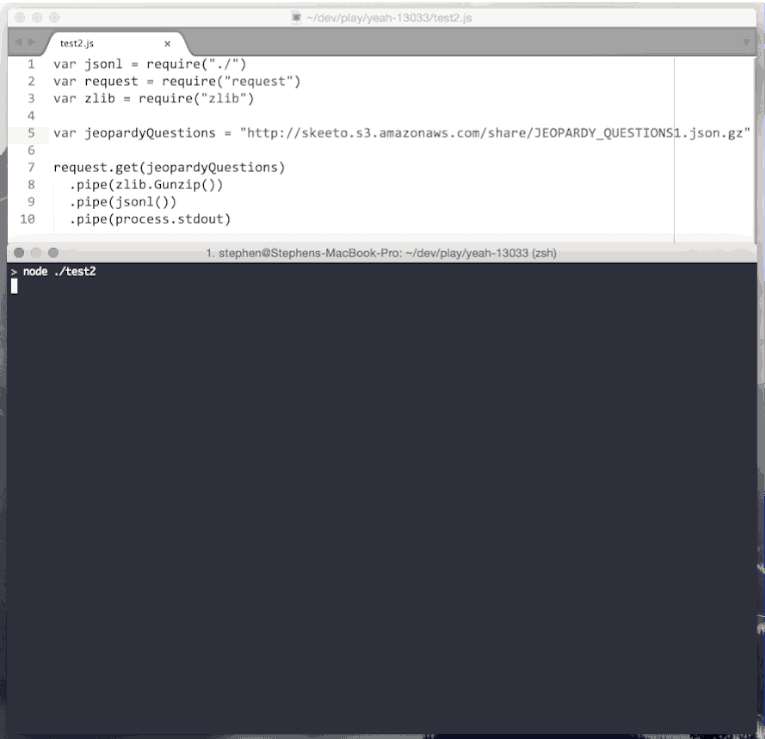 ~/dev/play/yeah-13033/test2.js
test2.js ×
1 var jsonl = require("./")
2 var request = require("request")
3 var zlib = require("zlib")
4
5 var jeopardyQuestions = "http://skeeto.s3.amazonaws.com/share/JEOPARDY_QUESTIONS1.json.gz"
6
7 request.get(jeopardyQuestions)
8 .pipe(zlib.Gunzip())
9 .pipe(jsonl())
10 .pipe(process.stdout)
1. stephen@Stephens-MacBook-Pro: ~/dev/play/yeah-13033 (zsh)
> node ./test2